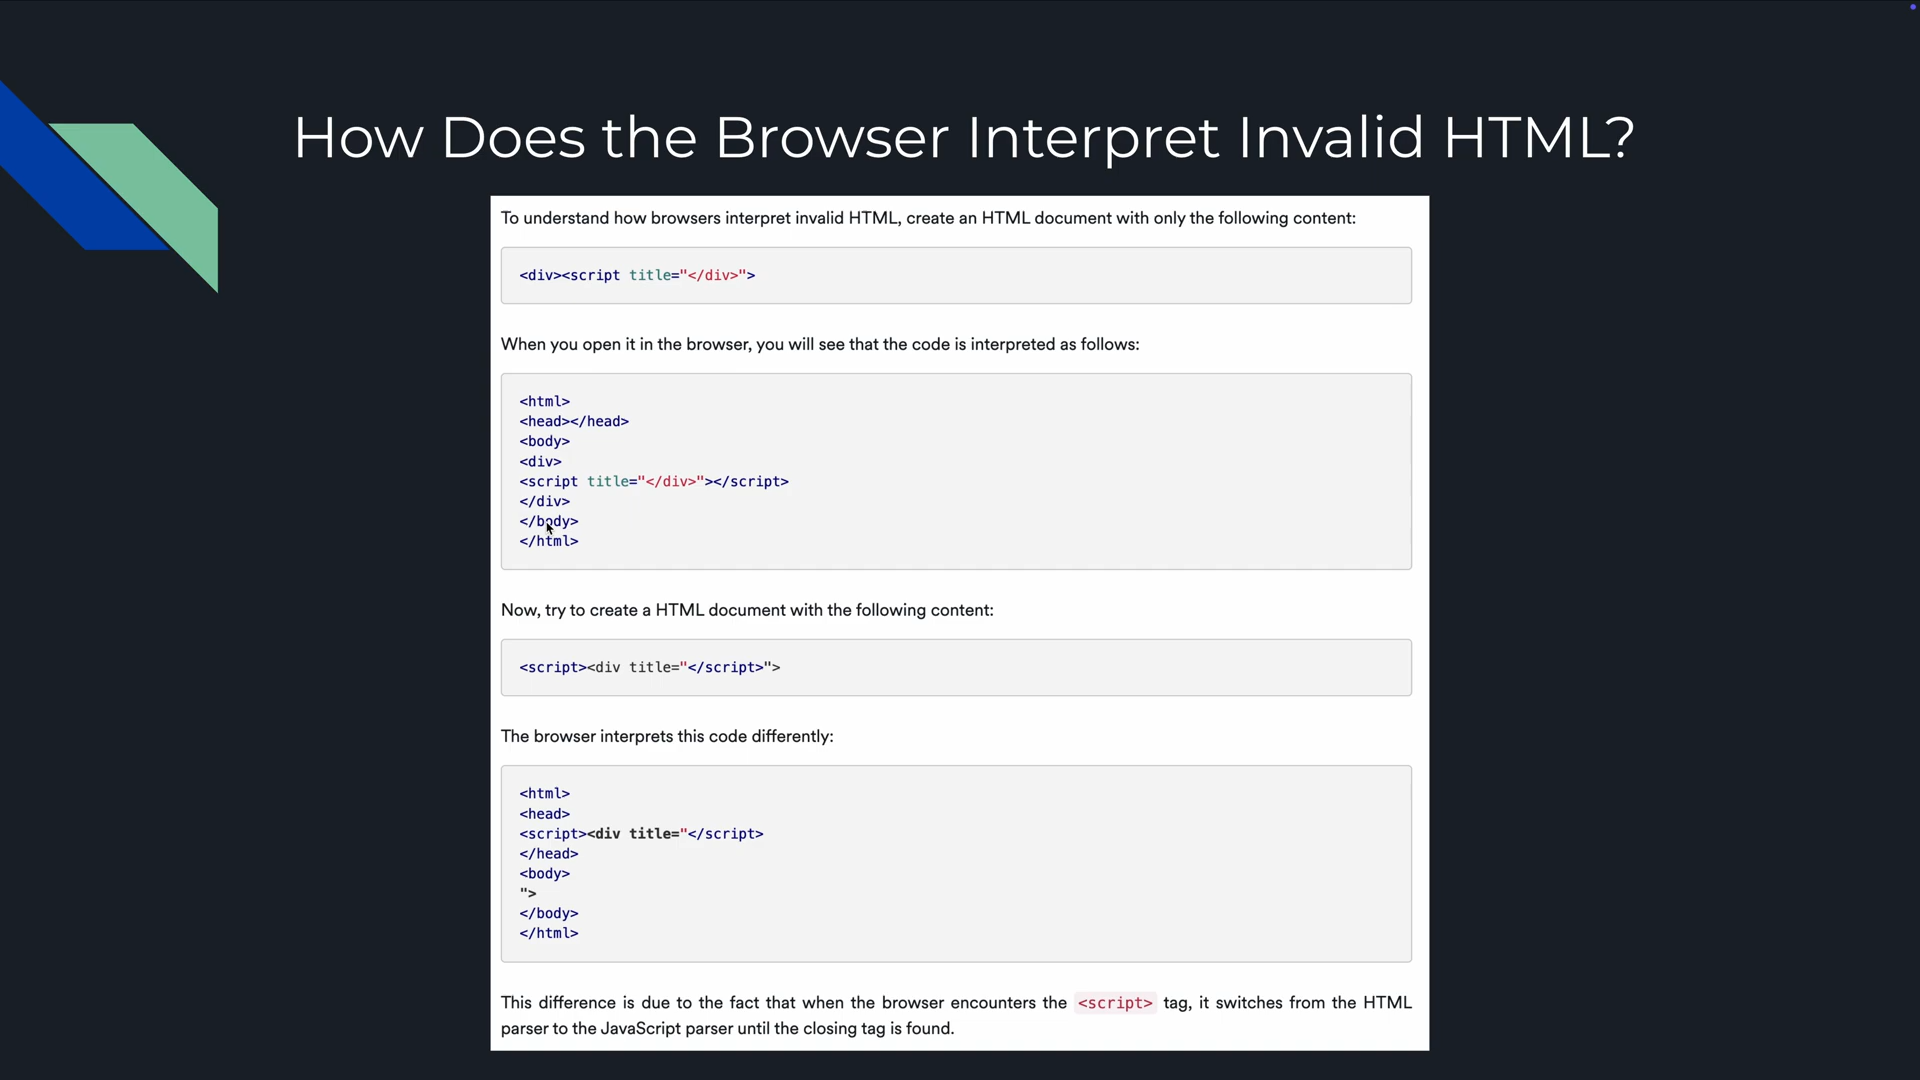 How Does the Browser Interpret Invalid HTML?
To understand how browsers interpret invalid HTML, create an HTML document with only the following content:
<div><script title="</div>">
When you open it in the browser, you will see that the code is interpreted as follows:
<html>
<head></head>
<body>
<div>
<script title="</div>"></script>
</div>
</body>
</html>
Now, try to create a HTML document with the following content:
<script><div title="</script>">
The browser interprets this code differently:
<html>
<head>
<script><div title="</script>
</head>
<body>
">
</body>
</html>
This difference is due to the fact that when the browser encounters the <script> tag, it switches from the HTML
parser to the JavaScript parser until the closing tag is found.